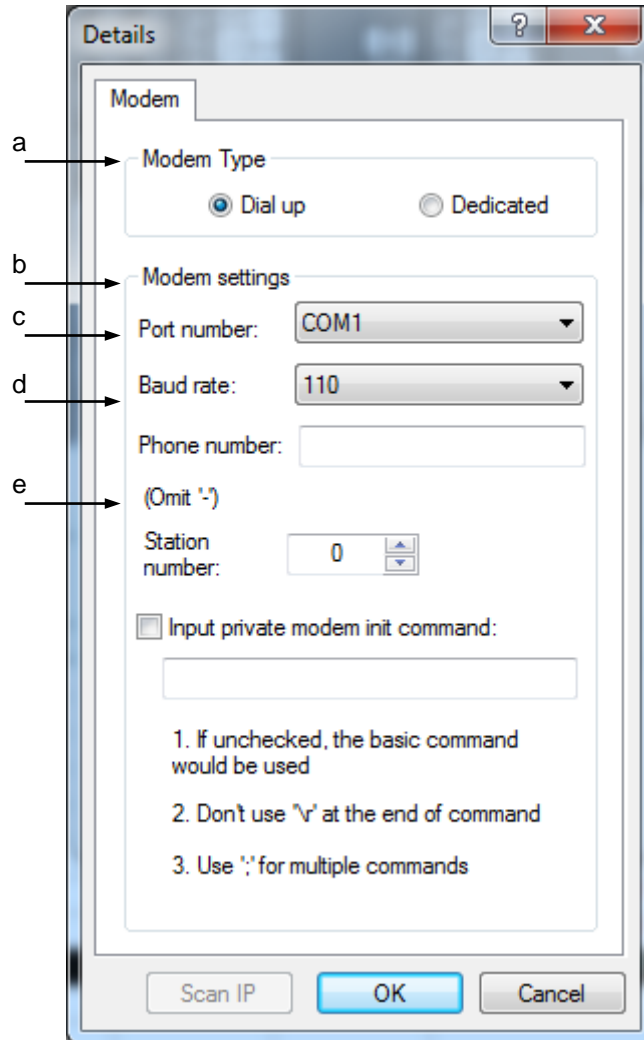 Details
?
Modem
a
Modem Type
Dial up Dedicated
b
Modem settings
c
Port number: COM1
d
Baud rate: 110
Phone number:
e
(Omit '-')
Station
number: 0
Input private modem init command:
1. If unchecked, the basic command
would be used
2. Don't use '\r' at the end of command
3. Use ';' for multiple commands
Scan IP OK Cancel